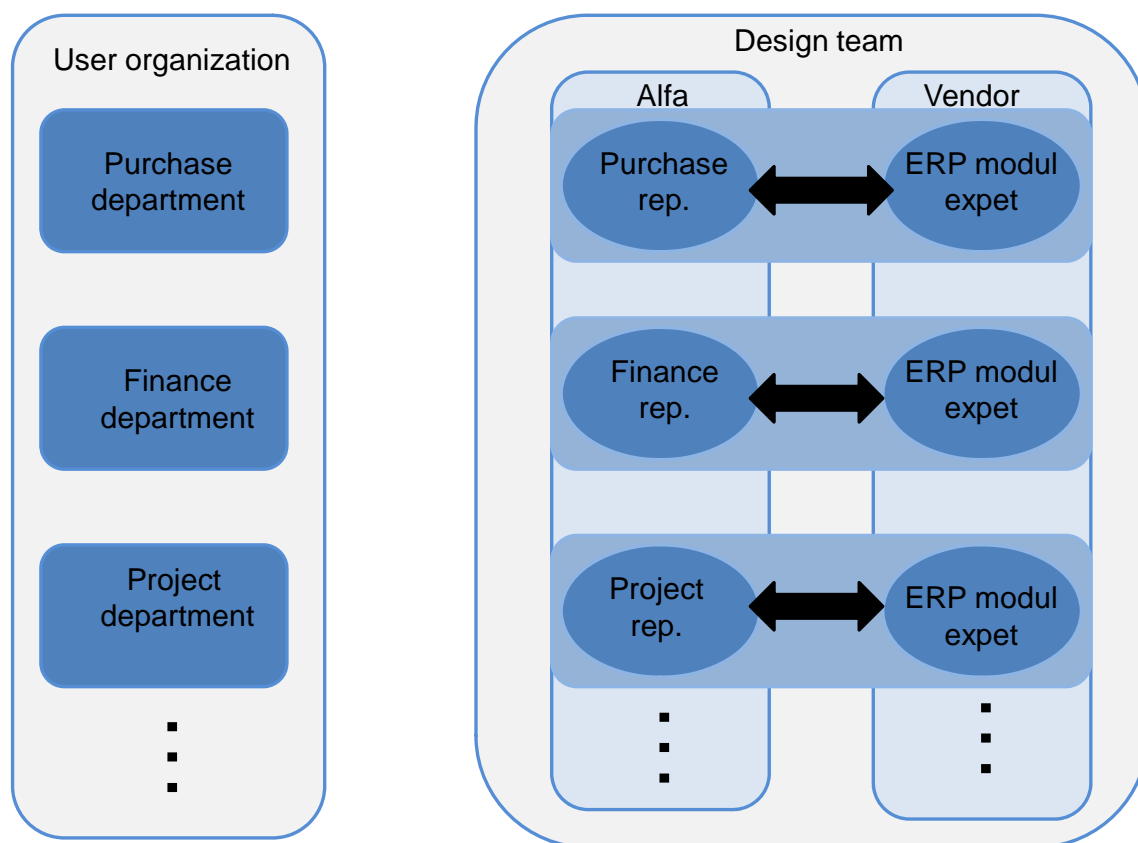 User organization
Purchase
department
Finance
department
Project
department
Design team
Alfa
Vendor
Purchase
rep.
ERP modul
expet
Finance
rep.
ERP modul
expet
Project
rep.
ERP modul
expet